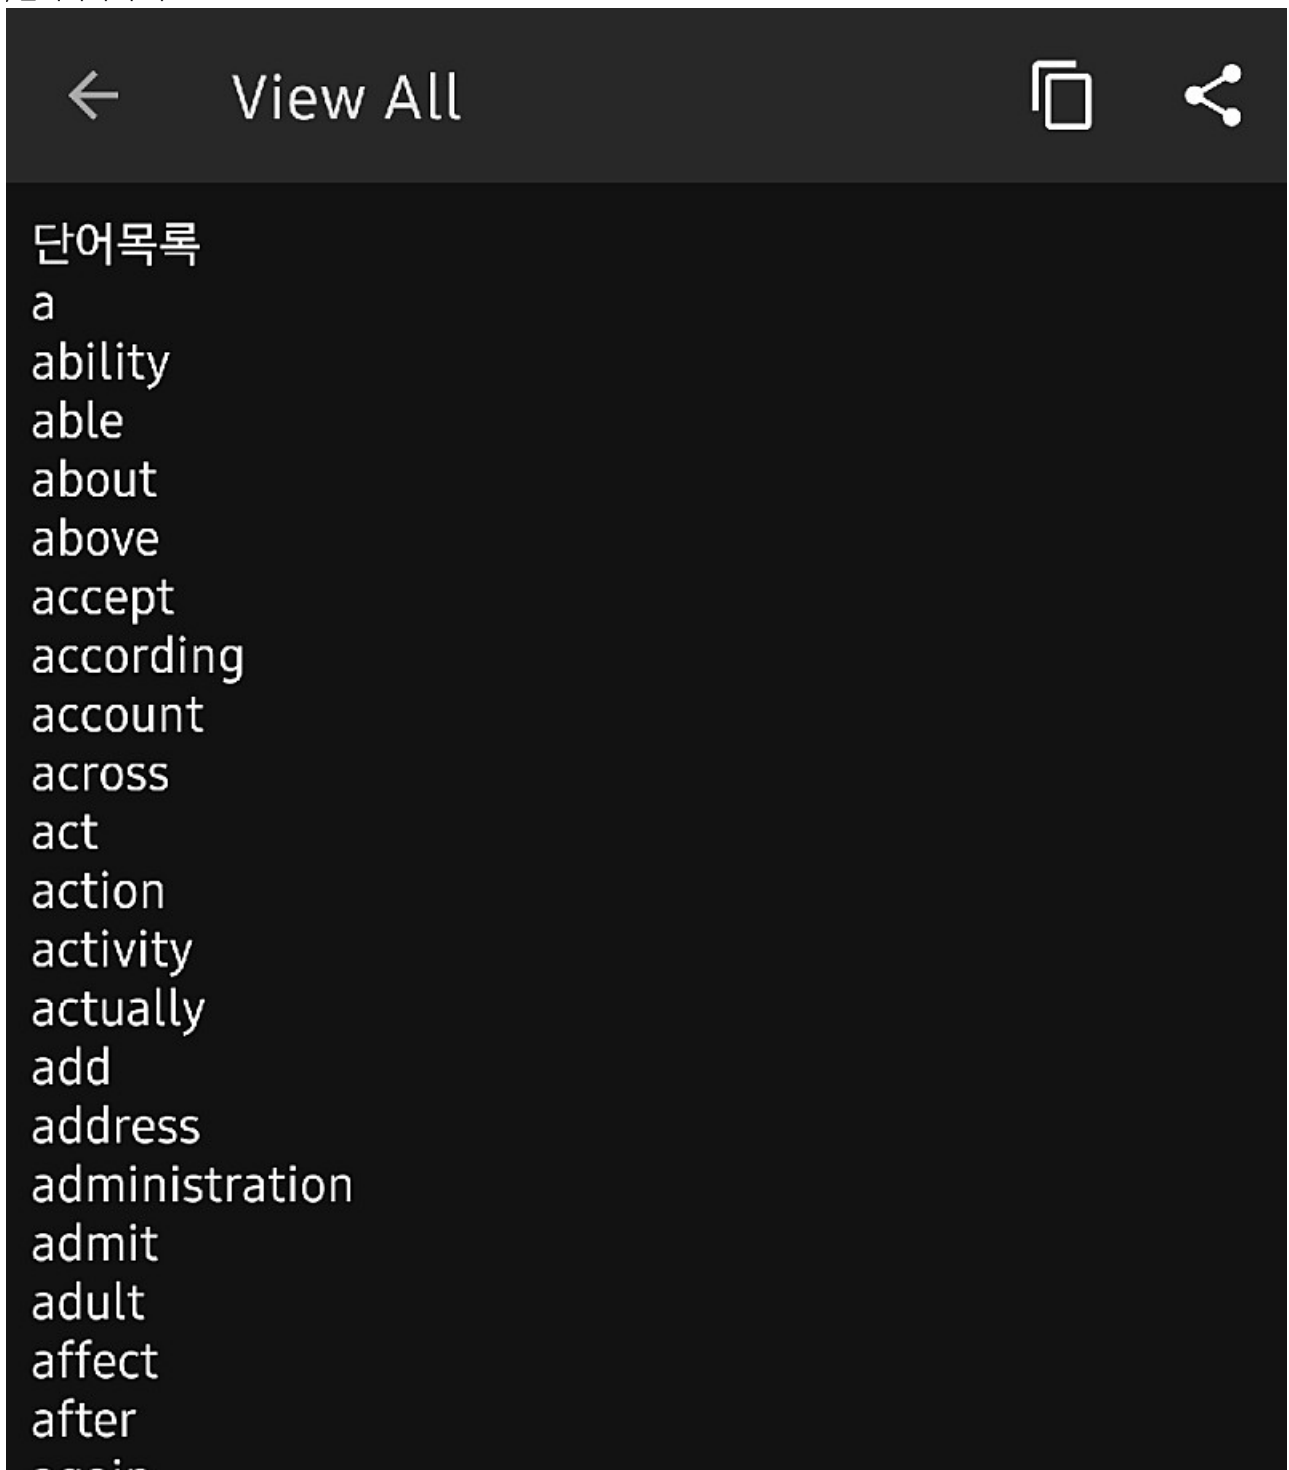 View All
단어목록
a
ability
able
about
above
accept
according
account
across
act
action
activity
actually
add
address
administration
admit
adult
affect
after